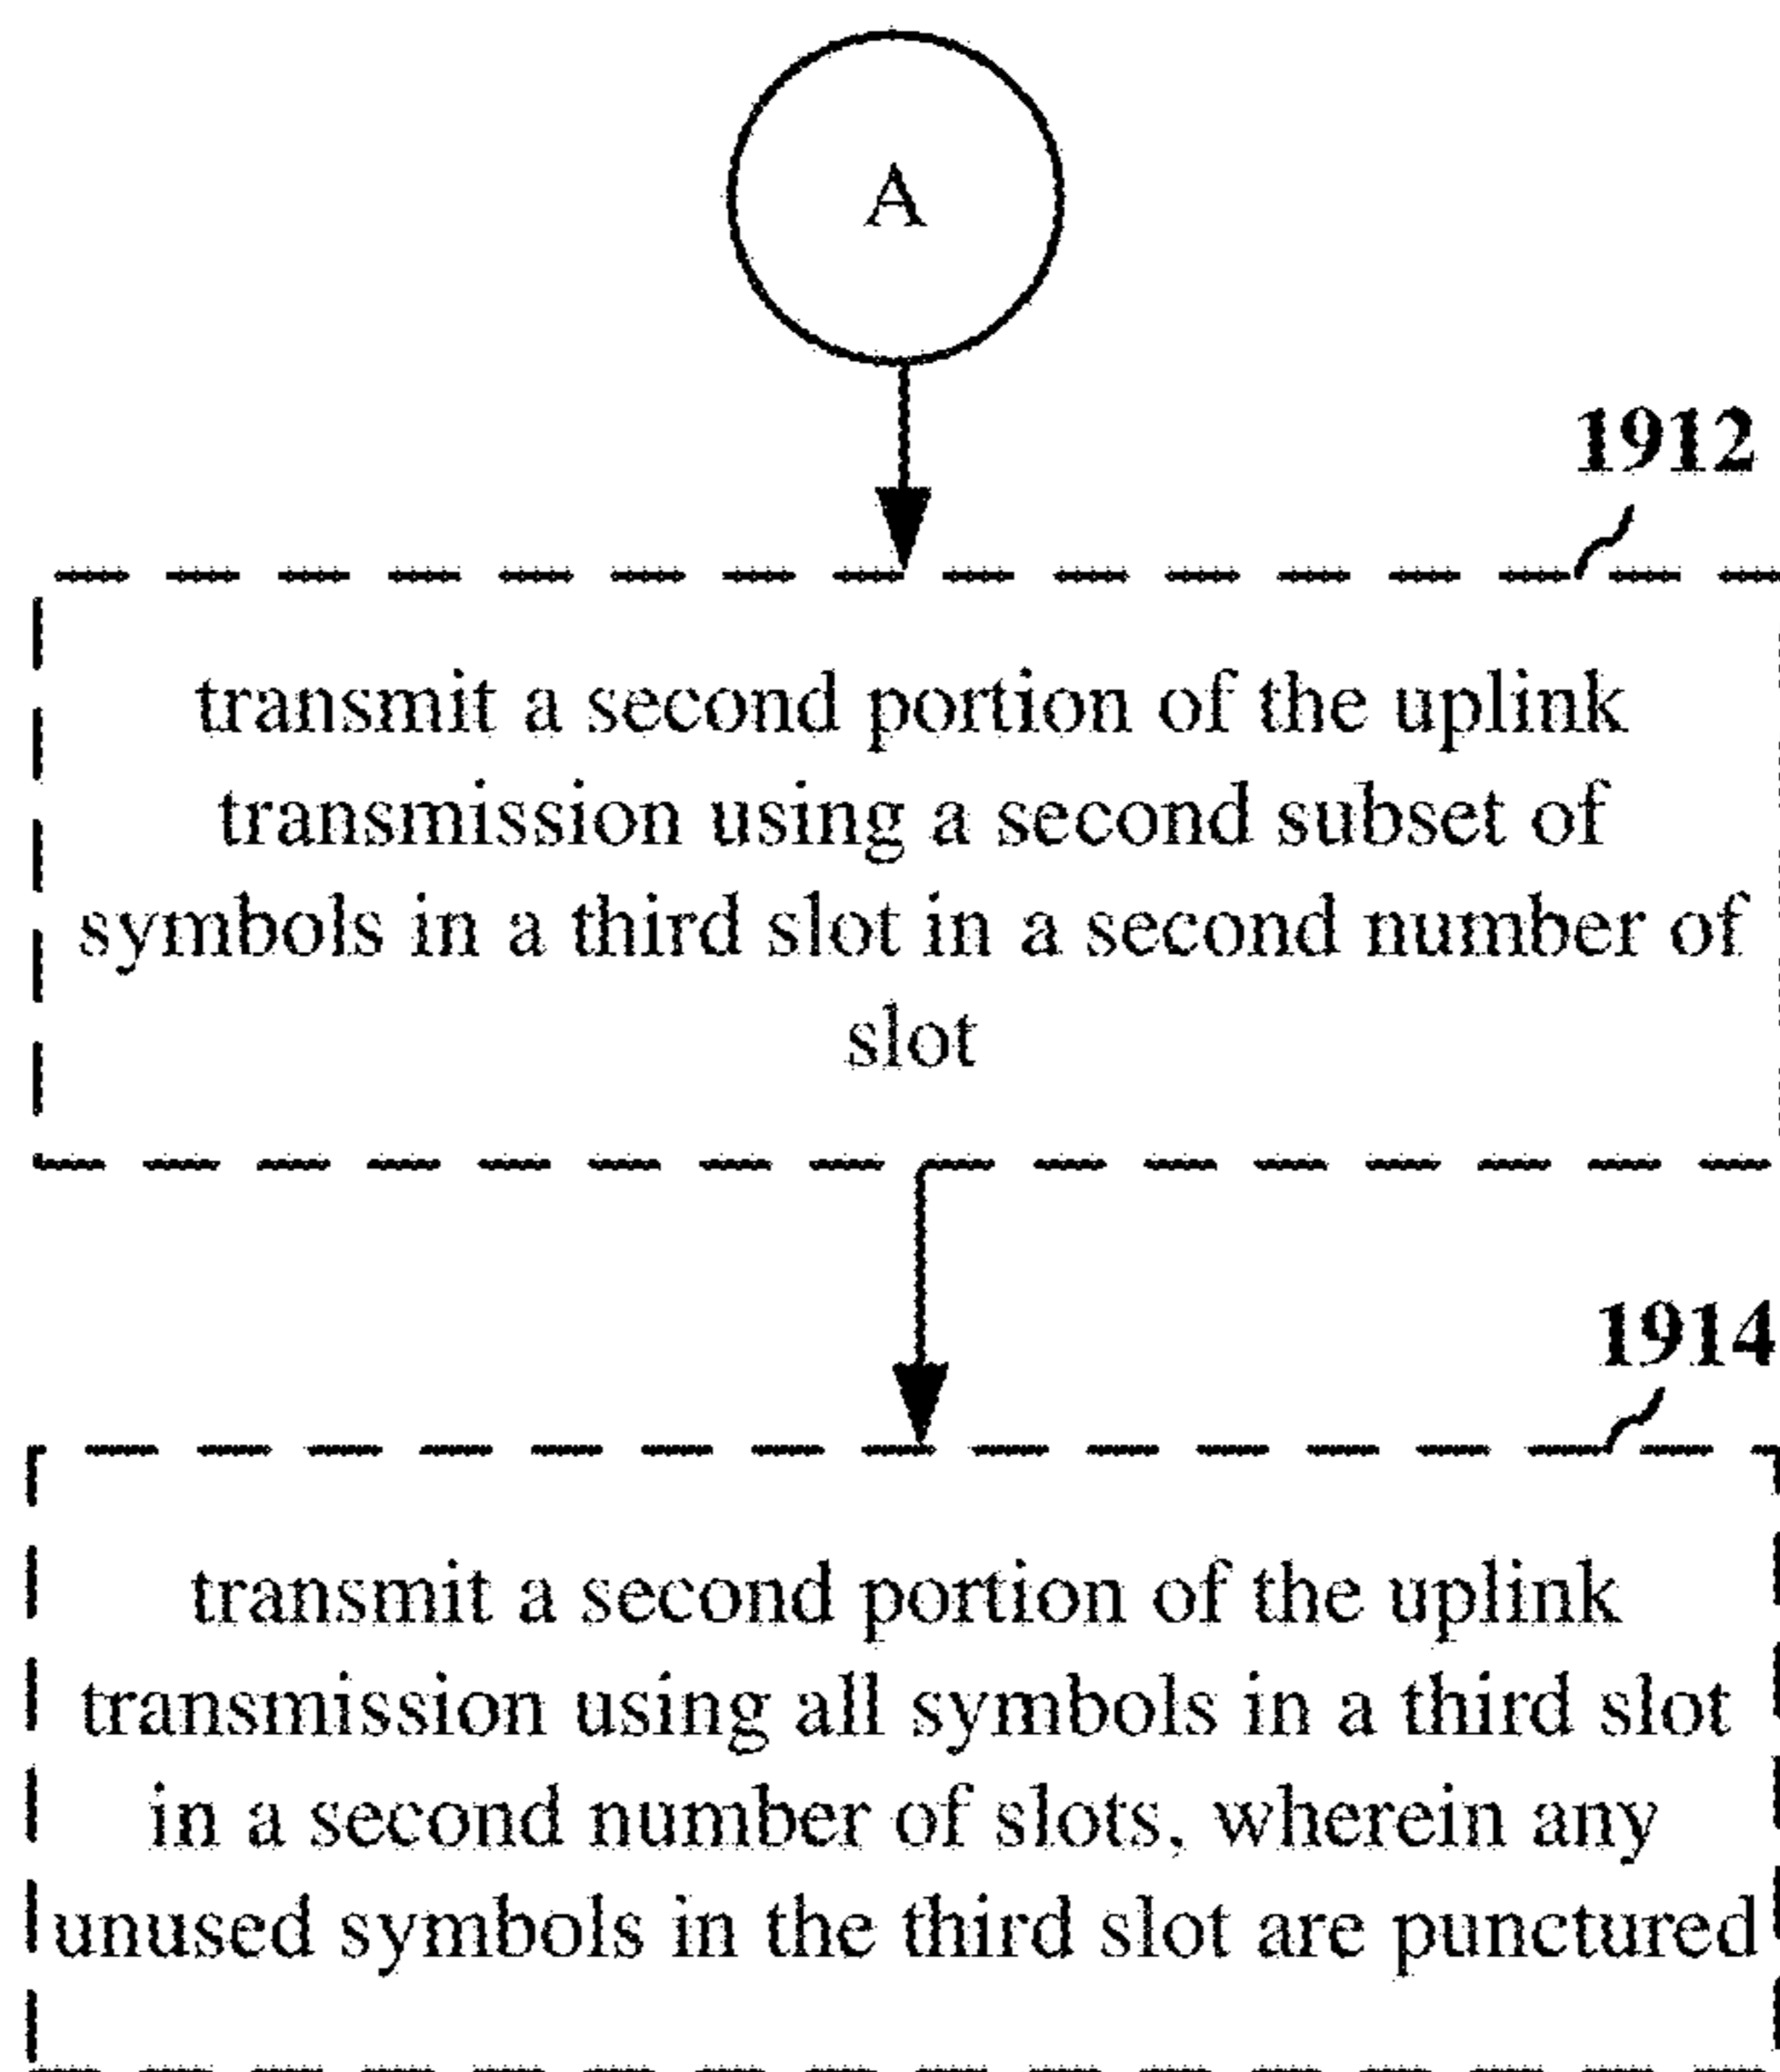 A
1912
transmit a second portion of the uplink
transmission using a second subset of
symbols in a third slot in a second number of
slot
1914
transmit a second portion of the uplink
transmission using all symbols in a third slot
in a second number of slots, wherein any
unused symbols in the third slot are punctured